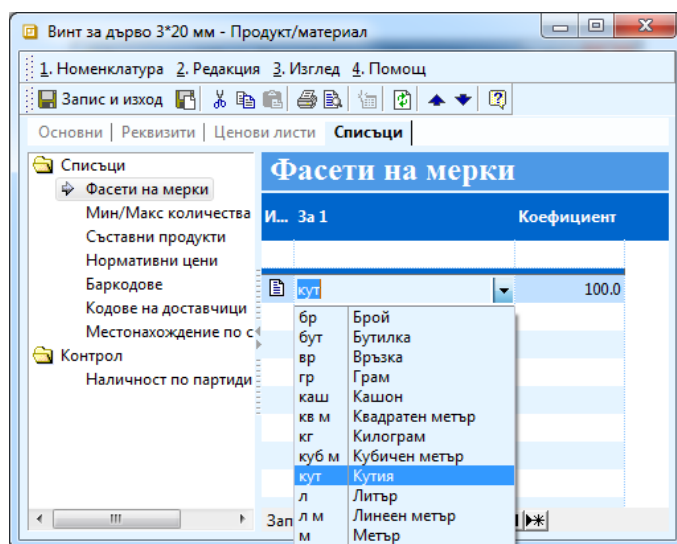 Винт за дърво 3*20 мм - Продукт/материал
1. Номенклатура 2. Редакция 3. Изглед 4. Помощ
Запис и изход
Основни | Реквизити | Ценови листи Списъци
Списъци
Фасети на мерки
Мин/Макс количества
Съставни продукти
Нормативни цени
Баркодове
Кодове на доставчици
Местонахождение по с
Контрол
Наличност по партиди
Фасети на мерки
И... За 1 Коефициент
кут 100.0
бр Брой
бут Бутилка
вр Връзка
гр Грам
каш Кашон
кв м Квадратен метър
кг Килограм
куб м Кубичен метър
кут Кутия
л Литър
л м Линеен метър
м Метър
Зап